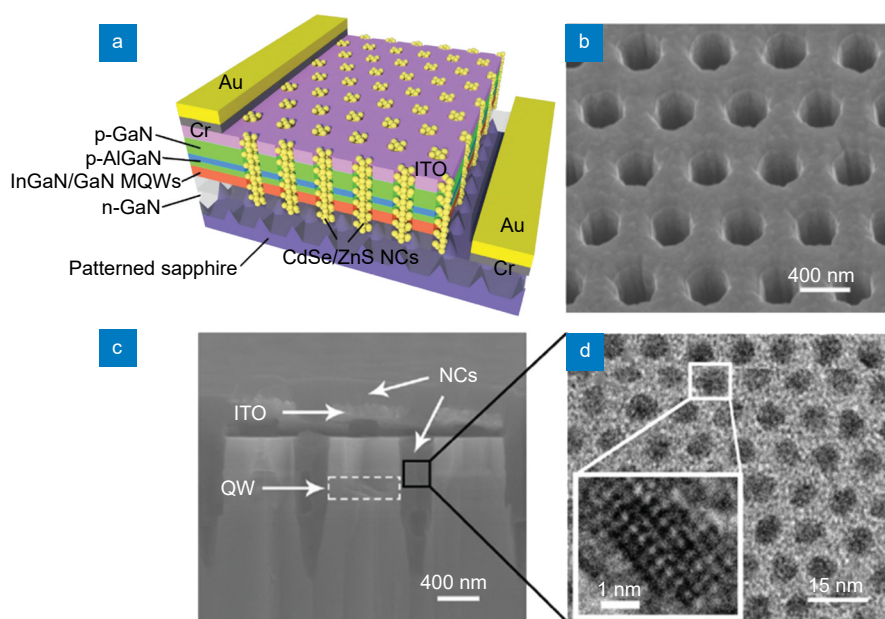 a
Au
Cr
p-GaN
p-AlGaN
InGaN/GaN MQWs
n-GaN
Patterned sapphire
CdSe/ZnS NCs
ITO
Au
Cr
b
400 nm
c
NCs
ITO
QW
400 nm
d
1 nm
15 nm